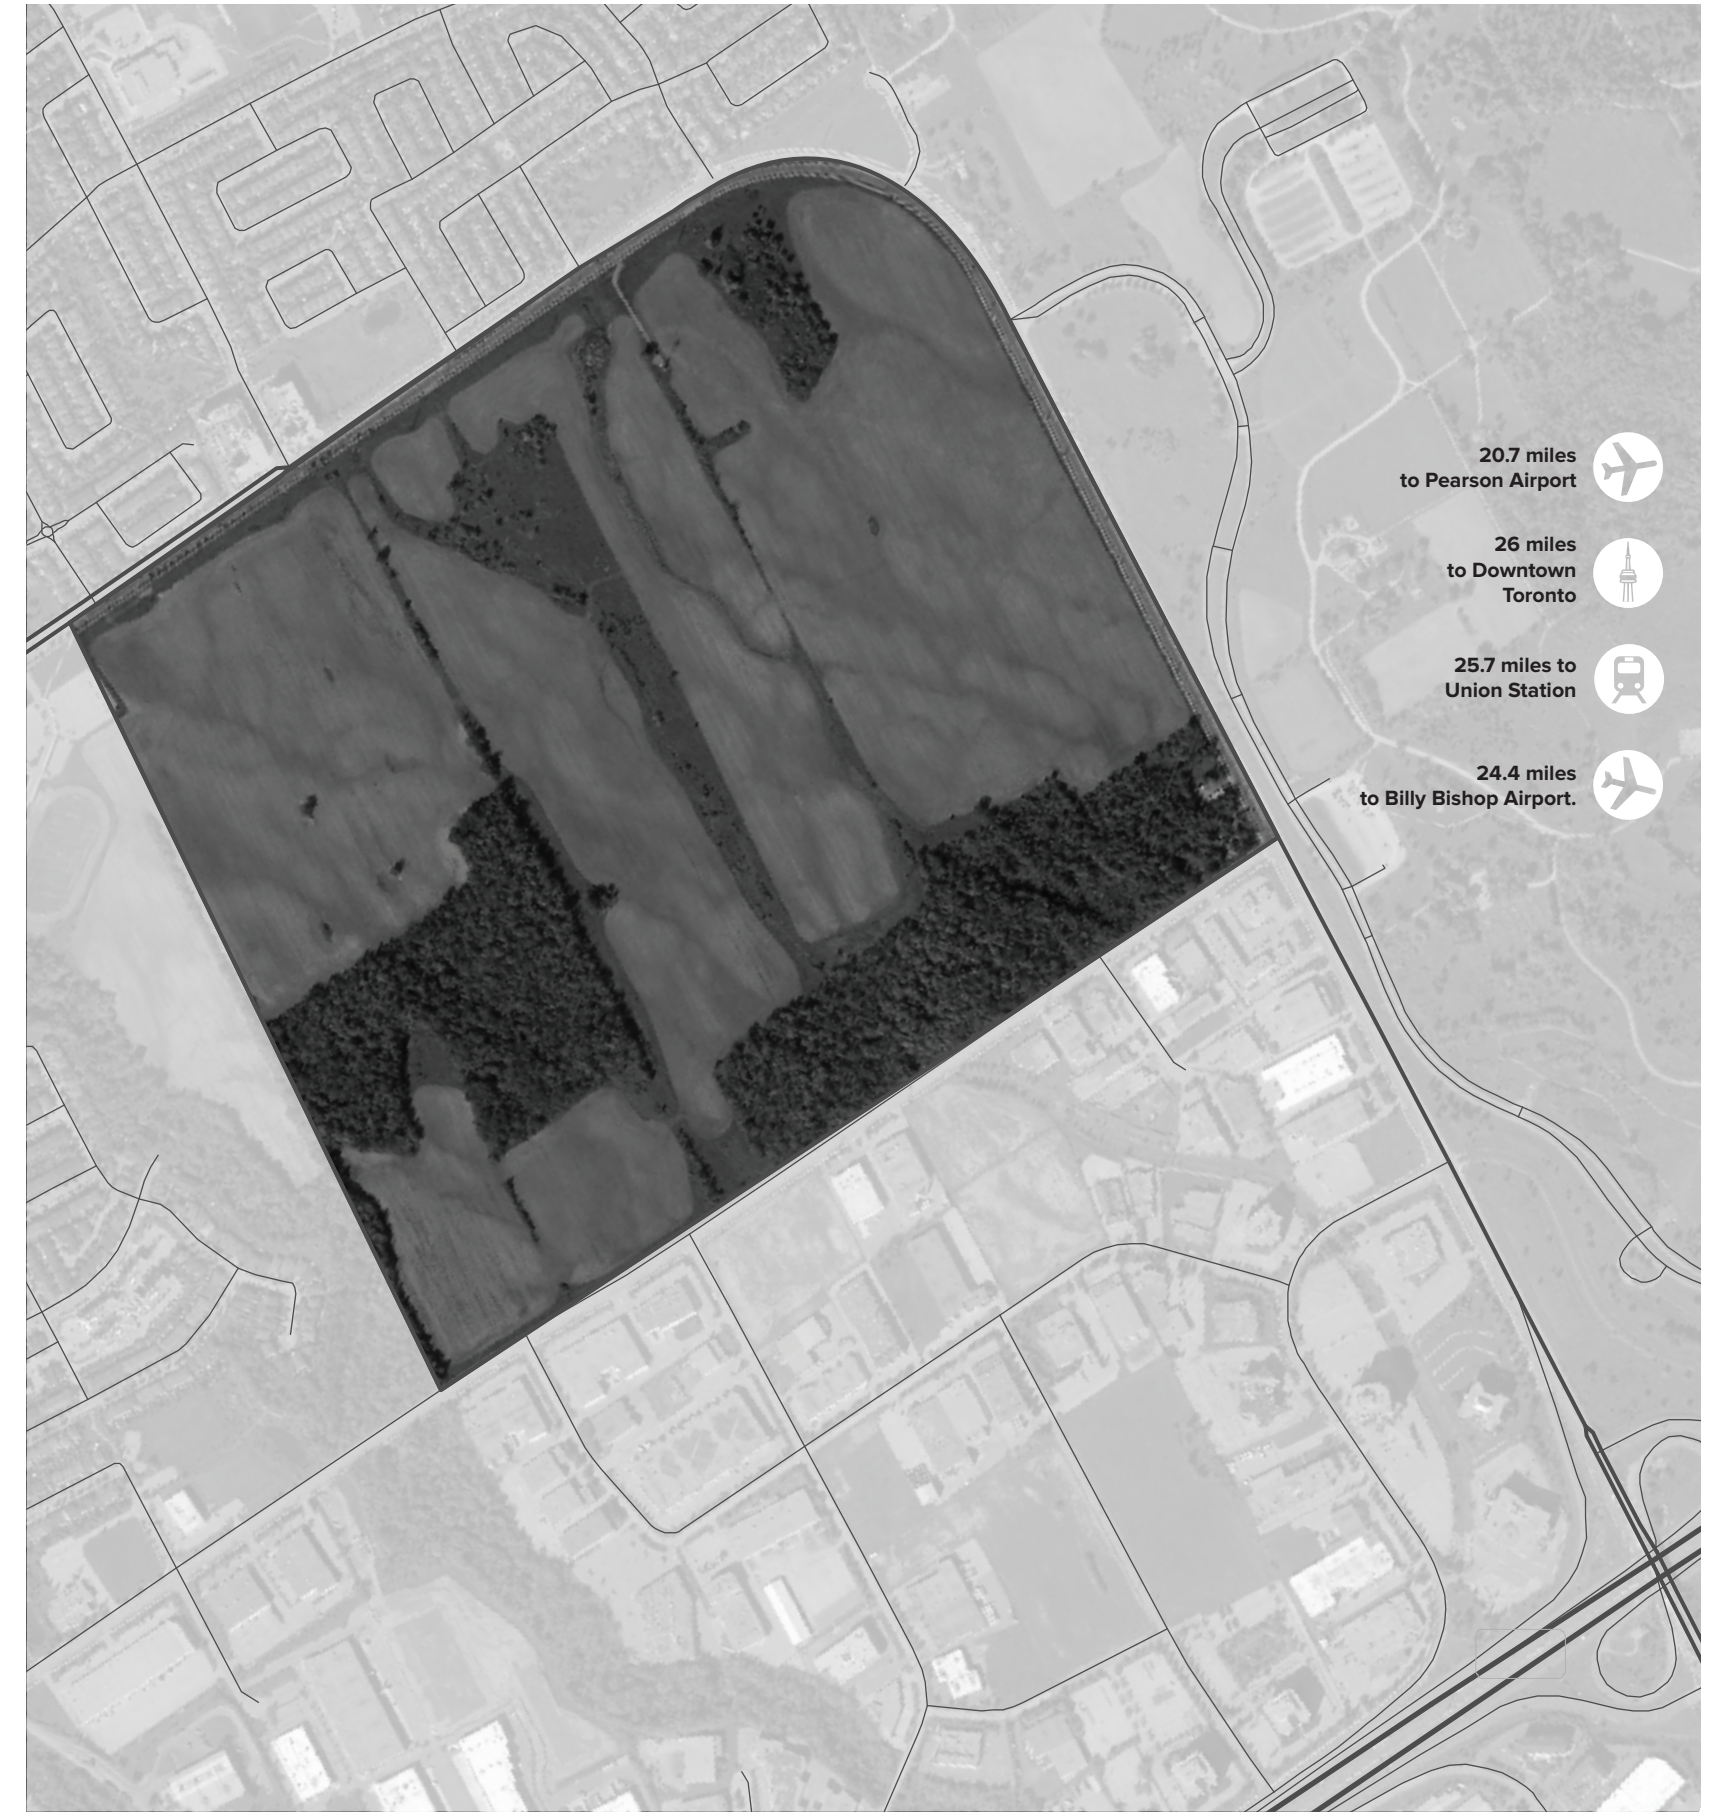 20.7 miles
to Pearson Airport
26 miles
to Downtown
Toronto
25.7 miles to
Union Station
24.4 miles
to Billy Bishop Airport.